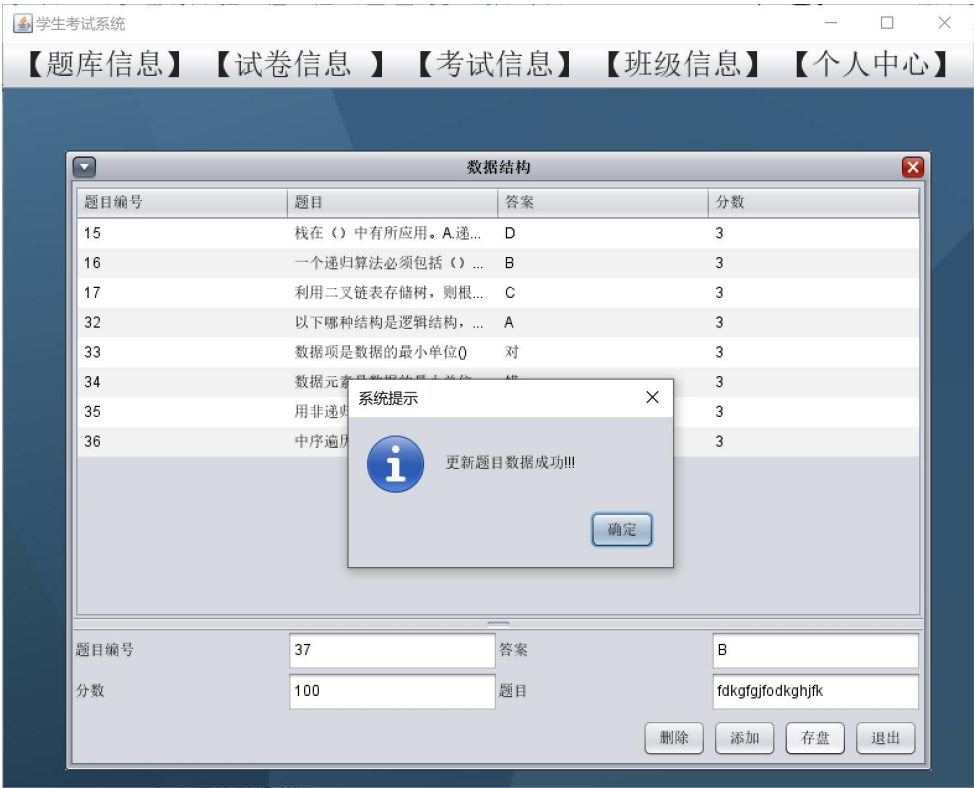 学生考试系统
【题库信息】 【试卷信息 】 【考试信息】 【班级信息】 【个人中心】
数据结构
题目编号 题目 答案 分数
15 栈在（）中有所应用。A.递... D 3
16 一个递归算法必须包括（）... B 3
17 利用二叉链表存储树，则根... C 3
32 以下哪种结构是逻辑结构，... A 3
33 数据项是数据的最小单位() 对 3
34 数据元素 3
35 用非递归 3
36 中序遍历 3
系统提示
更新题目数据成功!!!
确定
题目编号 37 答案 B
分数 100 题目 fdkgfgjfodkghjfk
删除 添加 存盘 退出